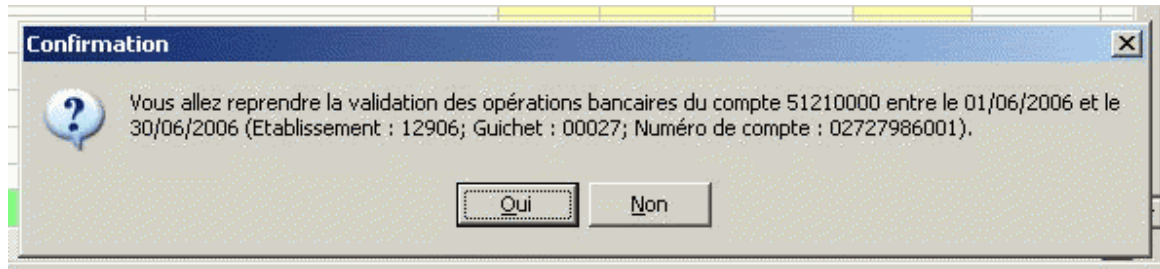 Confirmation
Vous allez reprendre la validation des opérations bancaires du compte 51210000 entre le 01/06/2006 et le
30/06/2006 (Etablissement : 12906; Guichet : 00027; Numéro de compte : 02727986001).
Oui Non